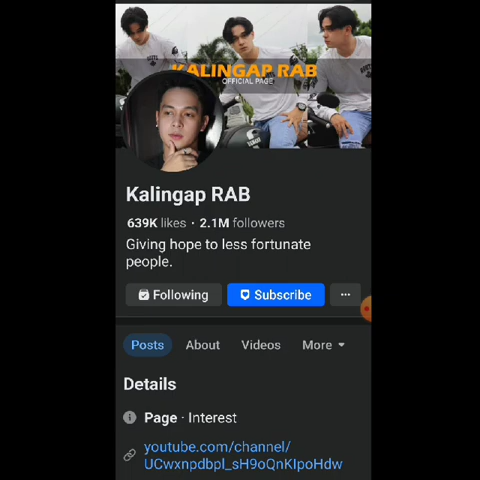 KALINGAP RAB
OFFICIAL PAGE
Kalingap RAB
639K likes · 2.1M followers
Giving hope to less fortunate
people.
Following
Subscribe
Posts
About
Videos
More
Details
Page · Interest
youtube.com/channel/
UCwxnpdbpl_sH9oQnKIpoHdw